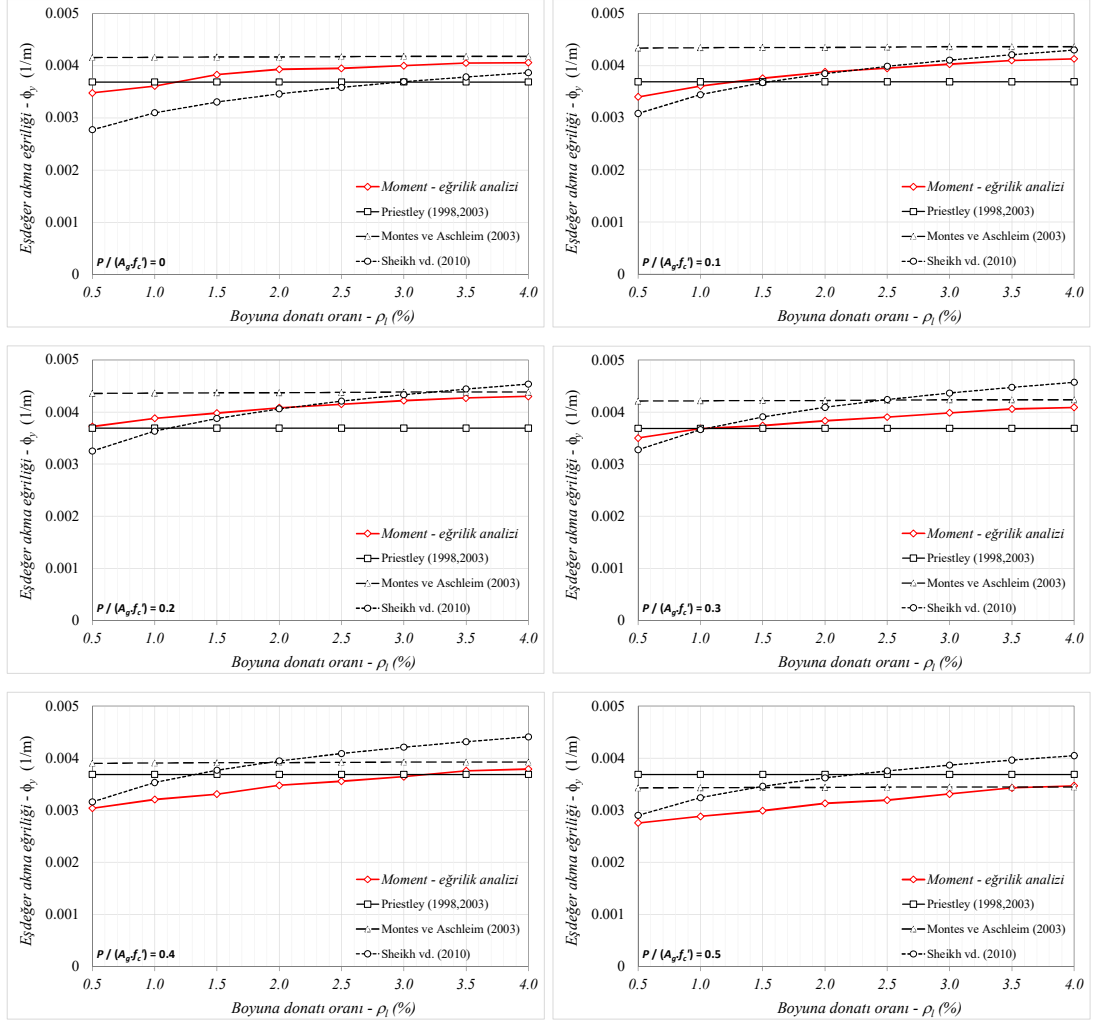 0.005
0.004
0.003
0.002
0.001
0
Eşdeğer akma eğriliği - ϕy (1/m)
Moment - eğrilik analizi
Priestley (1998,2003)
Montes ve Aschleim (2003)
Sheikh vd. (2010)
P / (Ag.fc') = 0
0.5 1.0 1.5 2.0 2.5 3.0 3.5 4.0
Boyuna donatı oranı - ρl (%)
0.005
0.004
0.003
0.002
0.001
0
Eşdeğer akma eğriliği - ϕy (1/m)
Moment - eğrilik analizi
Priestley (1998,2003)
Montes ve Aschleim (2003)
Sheikh vd. (2010)
P / (Ag.fc') = 0.1
0.5 1.0 1.5 2.0 2.5 3.0 3.5 4.0
Boyuna donatı oranı - ρl (%)
0.005
0.004
0.003
0.002
0.001
0
Eşdeğer akma eğriliği - ϕy (1/m)
Moment - eğrilik analizi
Priestley (1998,2003)
Montes ve Aschleim (2003)
Sheikh vd. (2010)
P / (Ag.fc') = 0.2
0.5 1.0 1.5 2.0 2.5 3.0 3.5 4.0
Boyuna donatı oranı - ρl (%)
0.005
0.004
0.003
0.002
0.001
0
Eşdeğer akma eğriliği - ϕy (1/m)
Moment - eğrilik analizi
Priestley (1998,2003)
Montes ve Aschleim (2003)
Sheikh vd. (2010)
P / (Ag.fc') = 0.3
0.5 1.0 1.5 2.0 2.5 3.0 3.5 4.0
Boyuna donatı oranı - ρl (%)
0.005
0.004
0.003
0.002
0.001
0
Eşdeğer akma eğriliği - ϕy (1/m)
Moment - eğrilik analizi
Priestley (1998,2003)
Montes ve Aschleim (2003)
Sheikh vd. (2010)
P / (Ag.fc') = 0.4
0.5 1.0 1.5 2.0 2.5 3.0 3.5 4.0
Boyuna donatı oranı - ρl (%)
0.005
0.004
0.003
0.002
0.001
0
Eşdeğer akma eğriliği - ϕy (1/m)
Moment - eğrilik analizi
Priestley (1998,2003)
Montes ve Aschleim (2003)
Sheikh vd. (2010)
P / (Ag.fc') = 0.5
0.5 1.0 1.5 2.0 2.5 3.0 3.5 4.0
Boyuna donatı oranı - ρl (%)